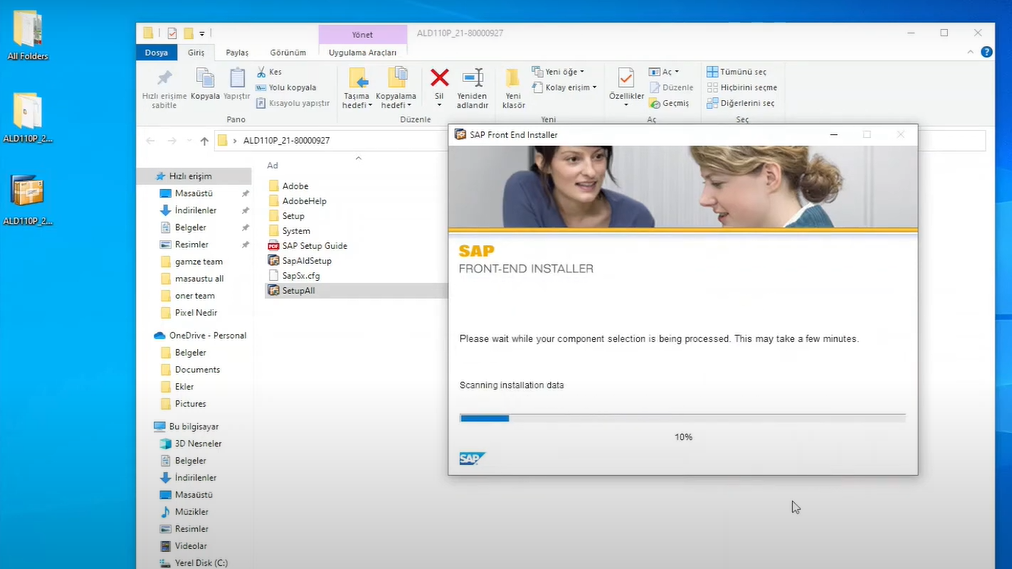 All Folders
ALD110P_2...
ALD110P_2...
Yönet
ALD110P_21-80000927
Dosya
Giriş
Paylaş
Görünüm
Uygulama Araçları
Hızlı erişime sabitle
Kopyala
Yapıştır
Kes
Yolu kopyala
Kısayolu yapıştır
Pano
Taşıma hedefi
Kopyalama hedefi
Sil
Yeniden adlandır
Düzenle
Yeni klasör
Yeni öğe
Kolay erişim
Yeni
Özellikler
Aç
Düzenle
Geçmiş
Aç
Tümünü seç
Hiçbirini seçme
Diğerlerini seç
Seç
ALD110P_21-80000927
Hızlı erişim
Masaüstü
İndirilenler
Belgeler
Resimler
gamze team
masaustu all
oner team
Pixel Nedir
OneDrive - Personal
Belgeler
Documents
Ekler
Pictures
Bu bilgisayar
3D Nesneler
Belgeler
İndirilenler
Masaüstü
Müzikler
Resimler
Videolar
Yerel Disk (C:)
Ad
Adobe
AdobeHelp
Setup
System
SAP Setup Guide
SapAldSetup
SapSx.cfg
SetupAll
SAP Front End Installer
SAP
FRONT-END INSTALLER
Please wait while your component selection is being processed. This may take a few minutes.
Scanning installation data
10%
SAP